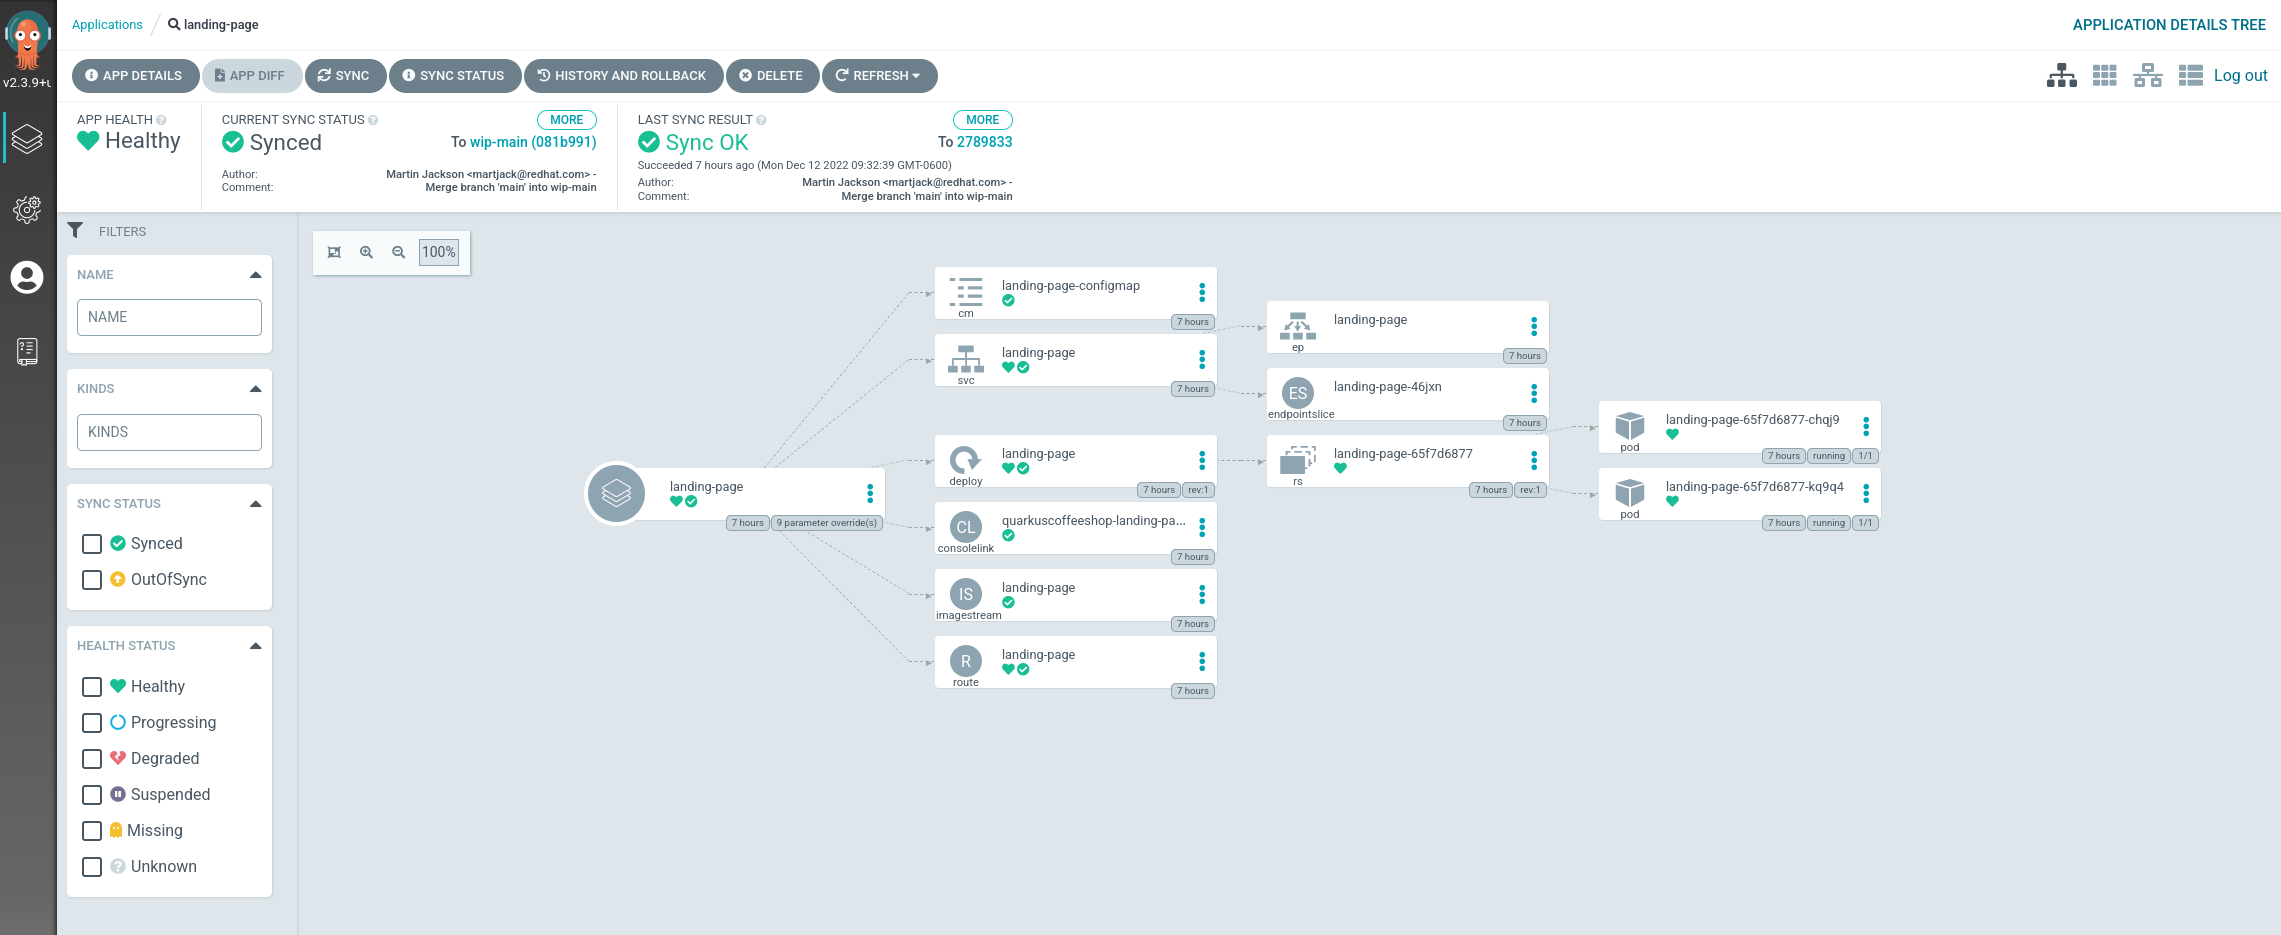 Applications / landing-page
APPLICATION DETAILS TREE
v2.3.9+u
APP DETAILS
APP DIFF
SYNC
SYNC STATUS
HISTORY AND ROLLBACK
DELETE
REFRESH
Log out
APP HEALTH
Healthy
CURRENT SYNC STATUS
MORE
Synced
To wip-main (081b991)
Author: Martin Jackson <martjack@redhat.com> -
Comment: Merge branch 'main' into wip-main
LAST SYNC RESULT
MORE
Sync OK
To 2789833
Succeeded 7 hours ago (Mon Dec 12 2022 09:32:39 GMT-0600)
Author: Martin Jackson <martjack@redhat.com> -
Comment: Merge branch 'main' into wip-main
FILTERS
NAME
NAME
KINDS
KINDS
SYNC STATUS
Synced
OutOfSync
HEALTH STATUS
Healthy
Progressing
Degraded
Suspended
Missing
Unknown
100%
landing-page
7 hours
9 parameter override(s)
landing-page-configmap
cm
7 hours
landing-page
svc
7 hours
landing-page
deploy
7 hours
rev:1
quarkuscoffeeshop-landing-pa...
CL
consolelink
7 hours
landing-page
IS
imagestream
7 hours
landing-page
R
route
7 hours
landing-page
ep
7 hours
landing-page-46jxn
ES
endpointslice
7 hours
landing-page-65f7d6877
rs
7 hours
rev:1
landing-page-65f7d6877-chqj9
pod
7 hours
running
1/1
landing-page-65f7d6877-kq9q4
pod
7 hours
running
1/1